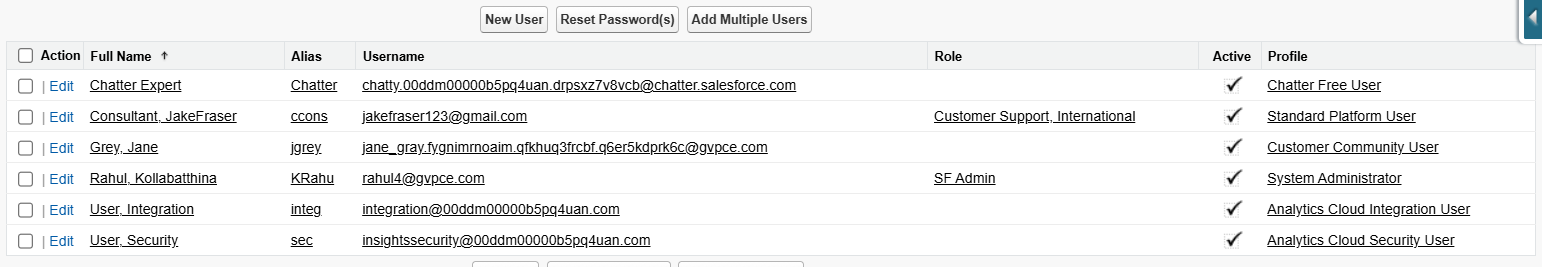 New User Reset Password(s) Add Multiple Users
Action Full Name ↑ Alias Username Role Active Profile
| Edit Chatter Expert Chatter chatty.00ddm00000b5pq4uan.drpsxz7v8vcb@chatter.salesforce.com Chatter Free User
| Edit Consultant, JakeFraser ccons jakefraser123@gmail.com Customer Support, International Standard Platform User
| Edit Grey, Jane jgrey jane_gray.fygnimrnoaim.qfkhuq3frcbf.q6er5kdprk6c@gvpce.com Customer Community User
| Edit Rahul, Kollabatthina KRahu rahul4@gvpce.com SF Admin System Administrator
| Edit User, Integration integ integration@00ddm00000b5pq4uan.com Analytics Cloud Integration User
| Edit User, Security sec insightssecurity@00ddm00000b5pq4uan.com Analytics Cloud Security User